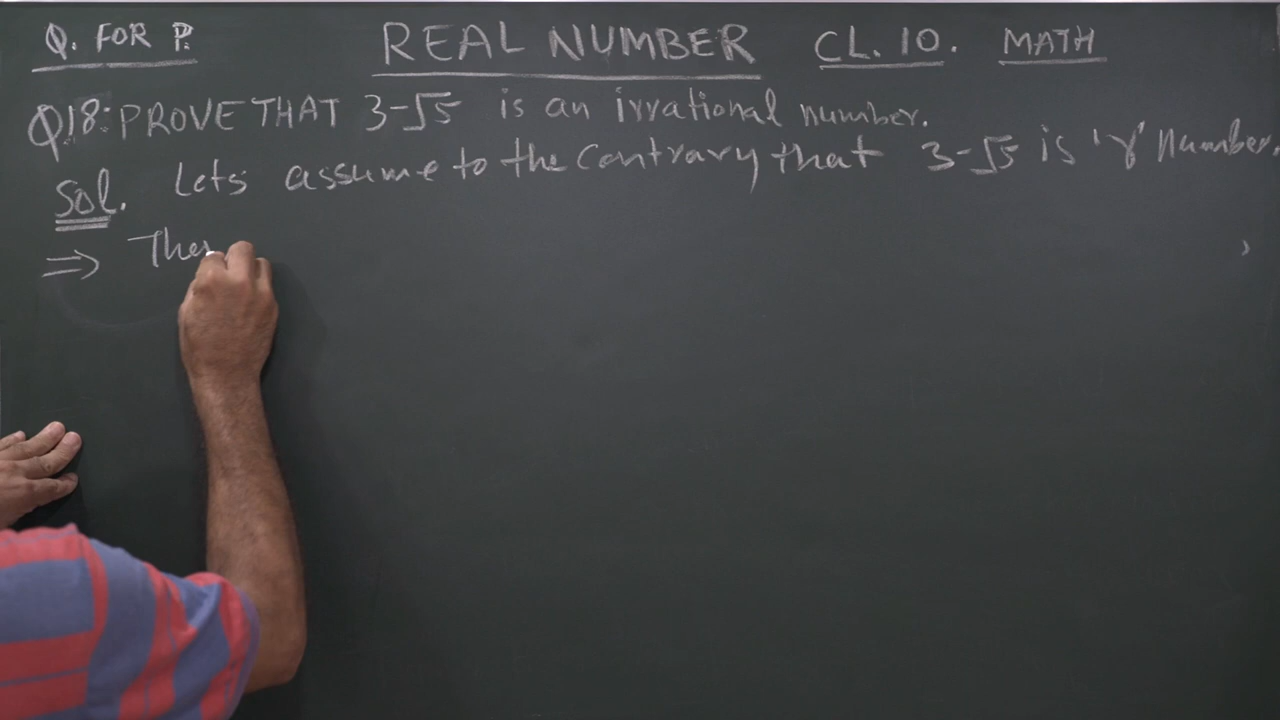 Q. FOR P. REAL NUMBER CL. 10. MATH
Q18:- PROVE THAT 3-√5 is an irrational number.
Sol. Lets assume to the Contrary that 3-√5 is 'r' number.
⇒ Ther